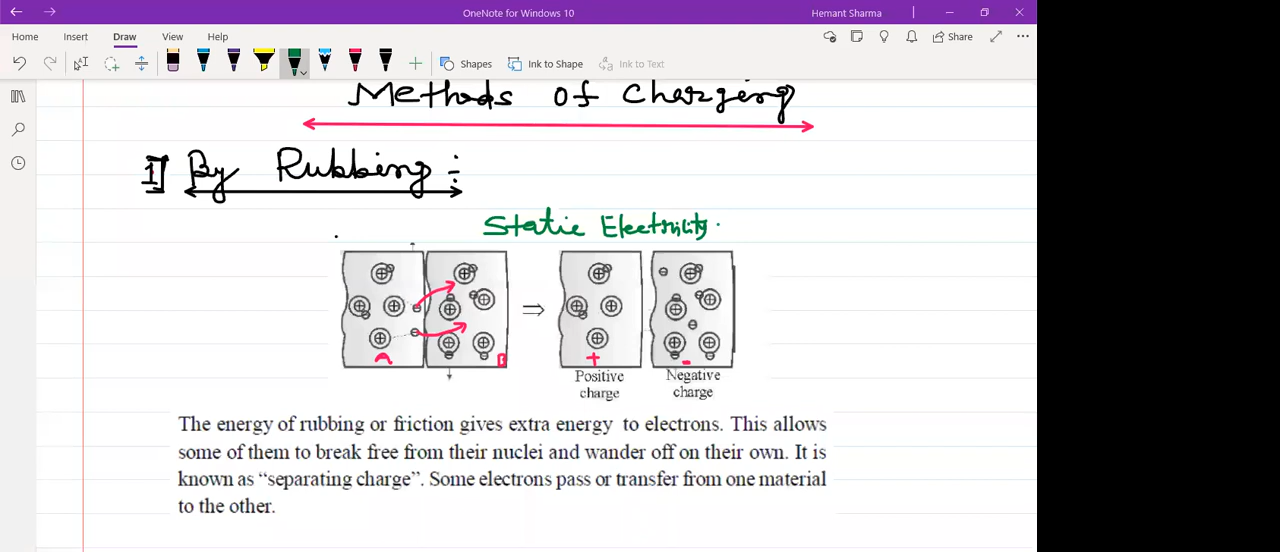 OneNote for Windows 10
Hemant Sharma
Home Insert Draw View Help
Share
Shapes Ink to Shape Ink to Text
Methods of Charging
1] By Rubbing :-
Static Electricity.
A B + -
Positive charge
Negative charge
The energy of rubbing or friction gives extra energy to electrons. This allows
some of them to break free from their nuclei and wander off on their own. It is
known as “separating charge”. Some electrons pass or transfer from one material
to the other.